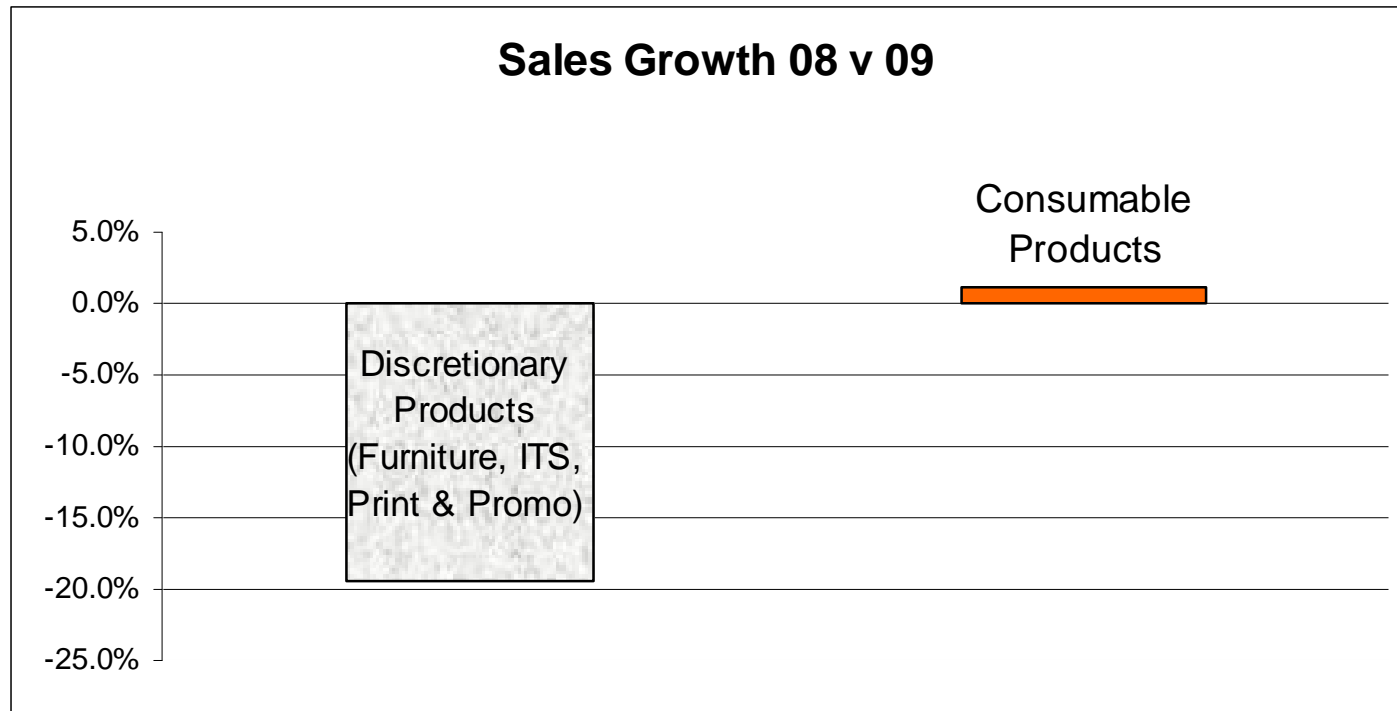 Sales Growth 08 v 09
Consumable
Products
5.0%
0.0%
-5.0%
-10.0%
-15.0%
-20.0%
-25.0%
Discretionary
Products
(Furniture, ITS,
Print & Promo)